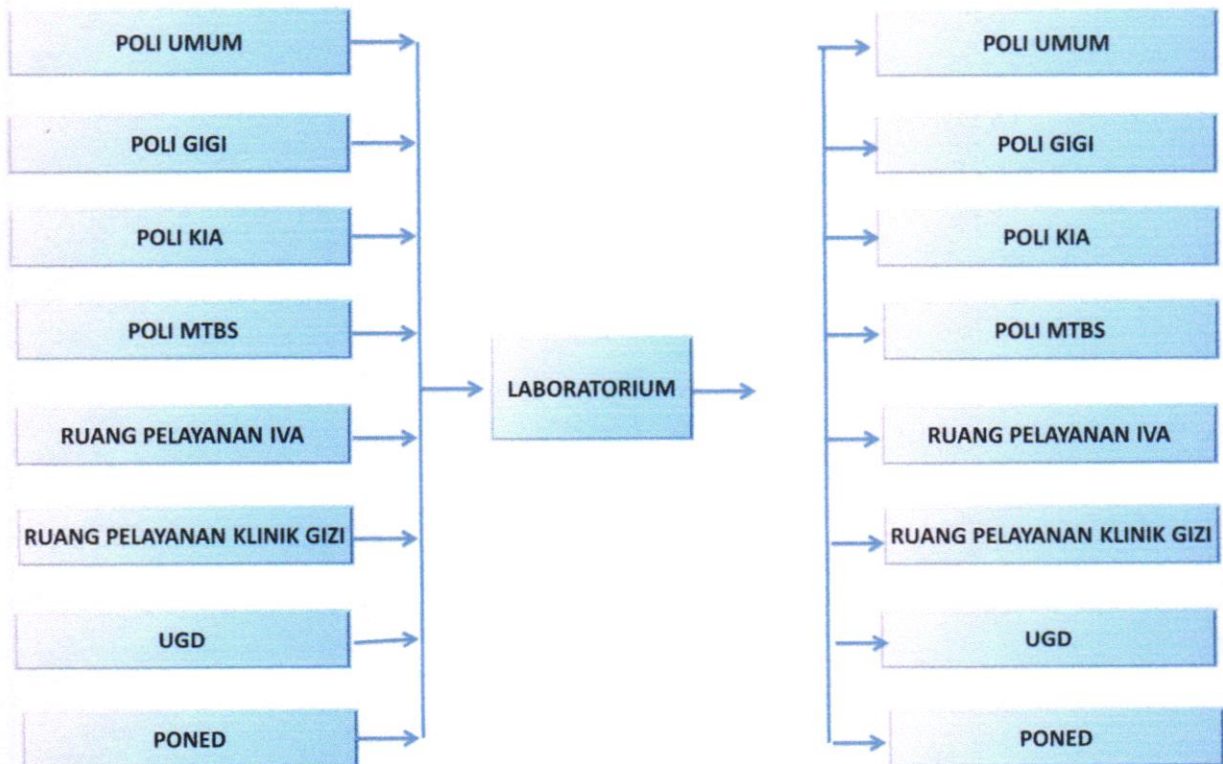 POLI UMUM
POLI GIGI
POLI KIA
POLI MTBS
RUANG PELAYANAN IVA
RUANG PELAYANAN KLINIK GIZI
UGD
PONED
LABORATORIUM
POLI UMUM
POLI GIGI
POLI KIA
POLI MTBS
RUANG PELAYANAN IVA
RUANG PELAYANAN KLINIK GIZI
UGD
PONED